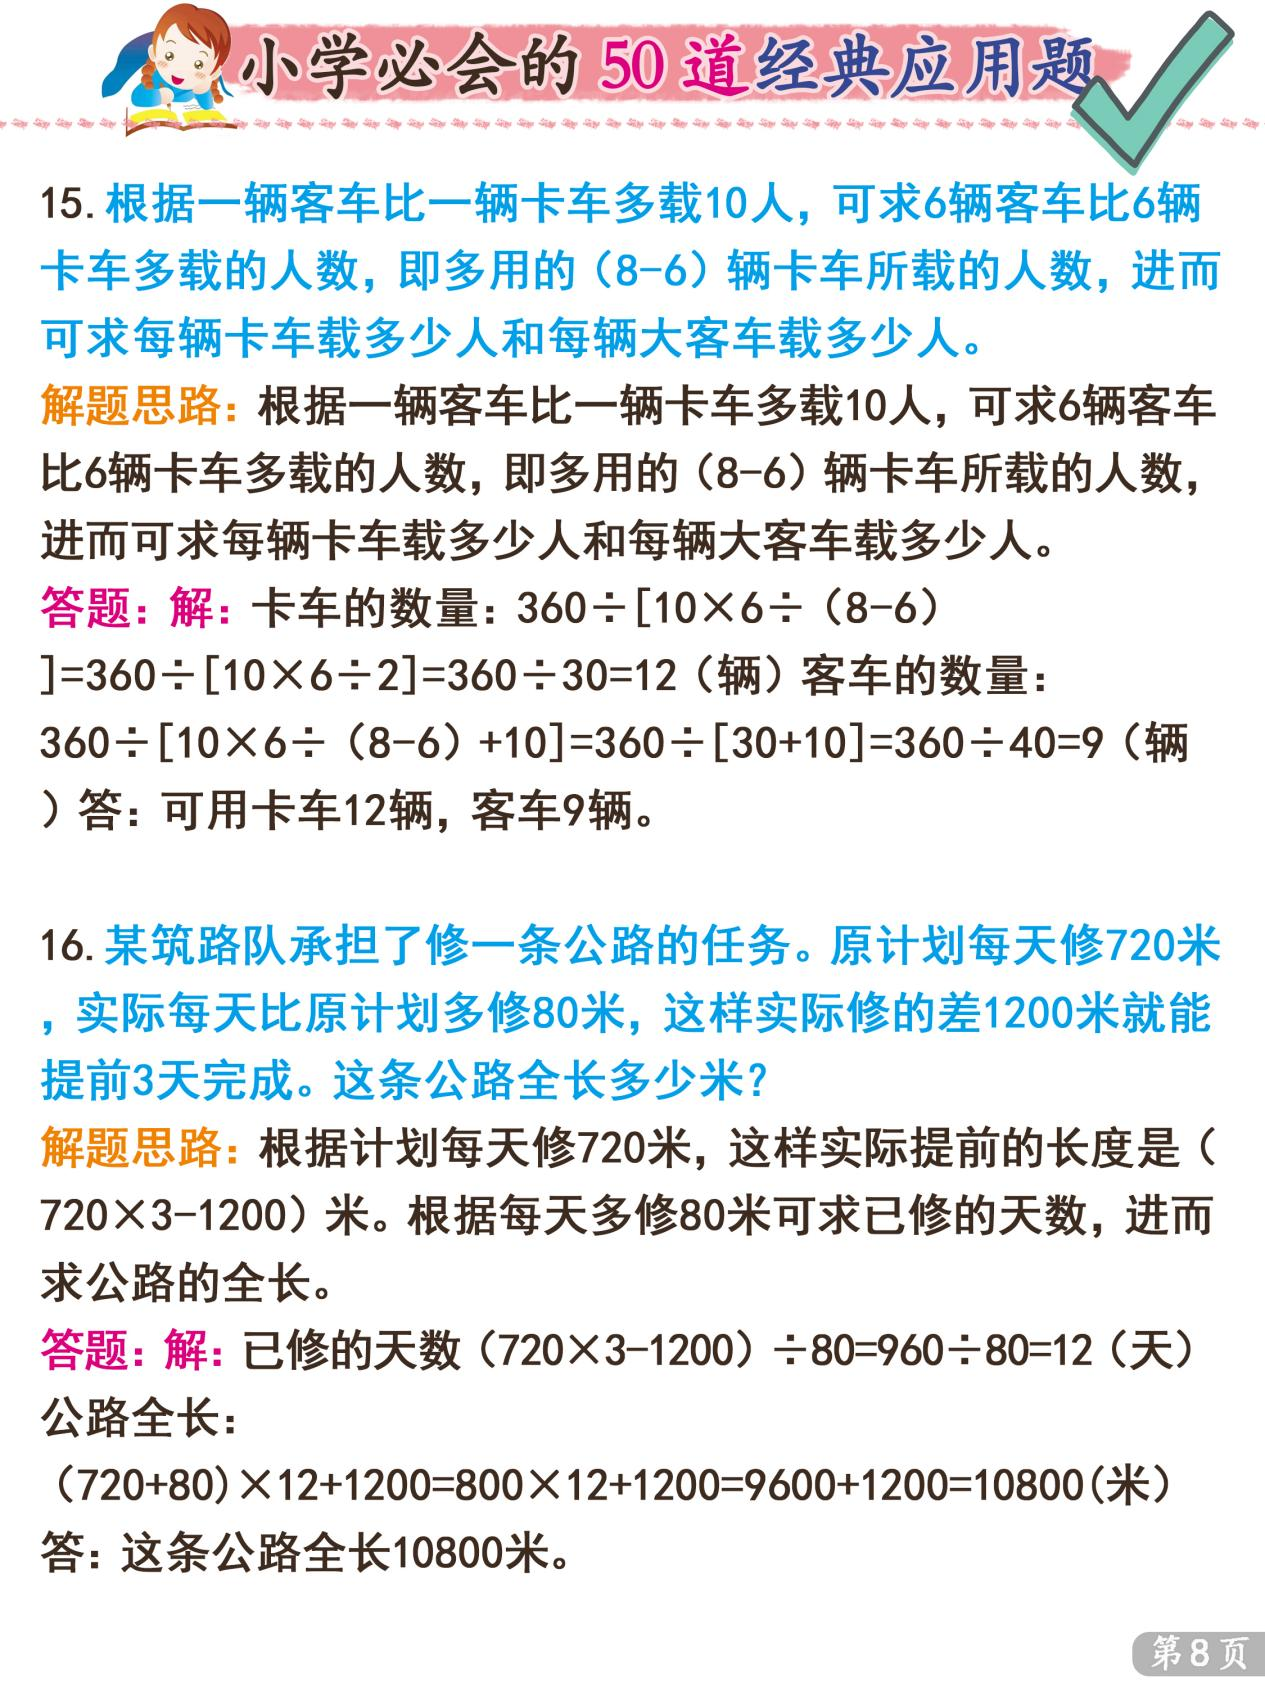 小学必会的50道经典应用题
15.根据一辆客车比一辆卡车多载10人，可求6辆客车比6辆
卡车多载的人数，即多用的（8-6）辆卡车所载的人数，进而
可求每辆卡车载多少人和每辆大客车载多少人。
解题思路：根据一辆客车比一辆卡车多载10人，可求6辆客车
比6辆卡车多载的人数，即多用的（8-6）辆卡车所载的人数，
进而可求每辆卡车载多少人和每辆大客车载多少人。
答题：解：卡车的数量：360÷[10×6÷（8-6）
]=360÷[10×6÷2]=360÷30=12（辆）客车的数量：
360÷[10×6÷（8-6）+10]=360÷[30+10]=360÷40=9（辆
）答：可用卡车12辆，客车9辆。
16.某筑路队承担了修一条公路的任务。原计划每天修720米
，实际每天比原计划多修80米，这样实际修的差1200米就能
提前3天完成。这条公路全长多少米？
解题思路：根据计划每天修720米，这样实际提前的长度是（
720×3-1200）米。根据每天多修80米可求已修的天数，进而
求公路的全长。
答题：解：已修的天数（720×3-1200）÷80=960÷80=12（天）
公路全长：
（720+80)×12+1200=800×12+1200=9600+1200=10800(米）
答：这条公路全长10800米。
第8页